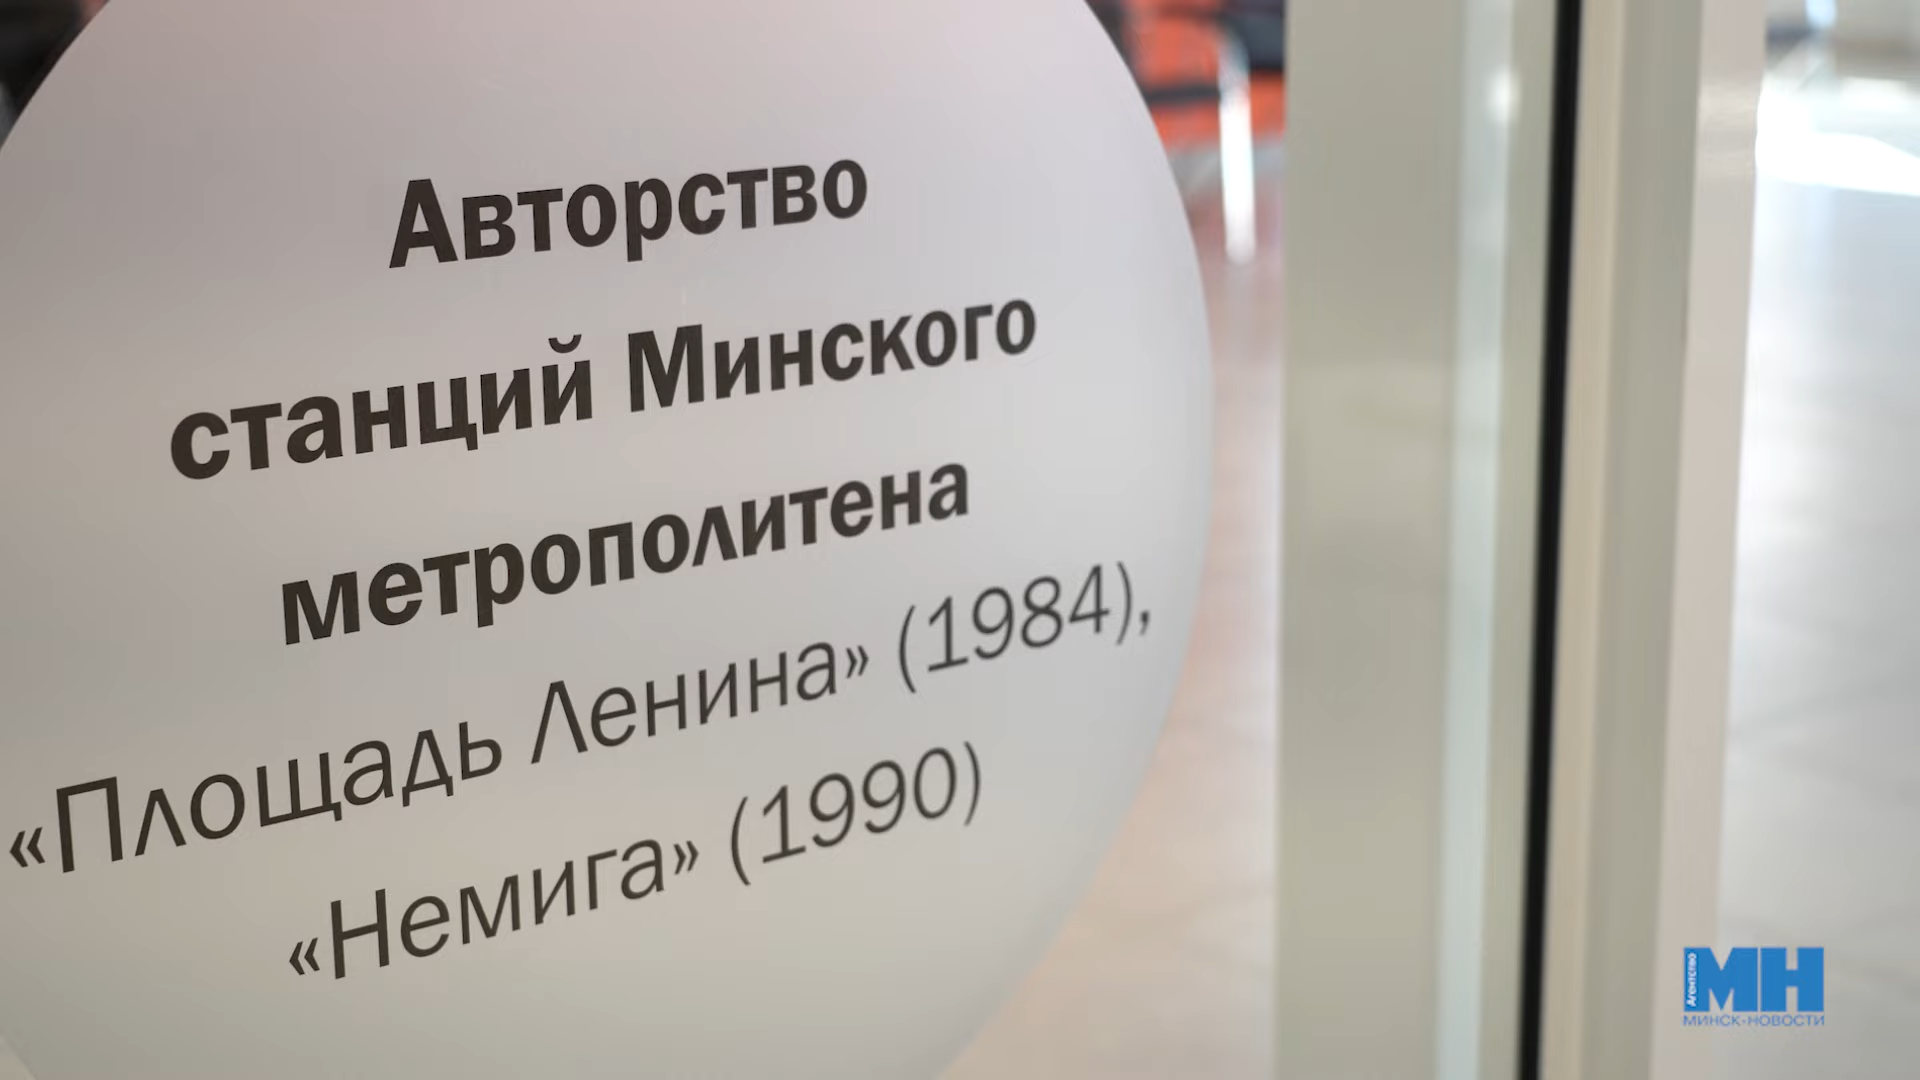 Авторство
станций Минского
метрополитена
«Площадь Ленина» (1984),
«Немига» (1990)
Агентство
МН
МИНСК-НОВОСТИ